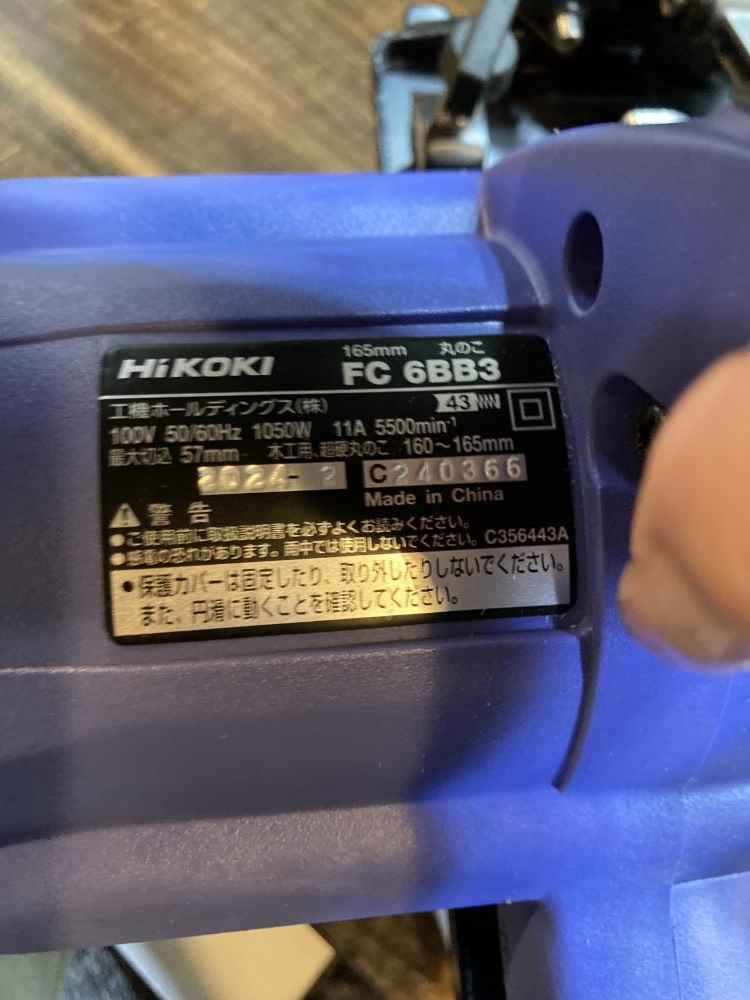 HiKOKI
165mm 丸のこ
FC 6BB3
工機ホールディングス(株) 43
100V 50/60Hz 1050W 11A 5500min⁻¹
最大切込 57mm 木工用、超硬丸のこ 160～165mm
2024- 2 C240366
Made in China
警告
●ご使用前に取扱説明書を必ずよくお読みください。
●感電の恐れがあります。雨中では使用しないでください。 C356443A
●保護カバーは固定したり、取り外したりしないでください。
また、円滑に動くことを確認してください。